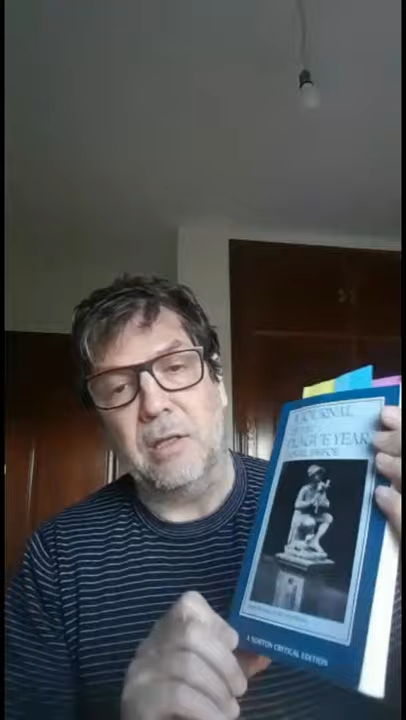 A JOURNAL
OF THE
PLAGUE YEAR
DANIEL DEFOE
A NORTON CRITICAL EDITION